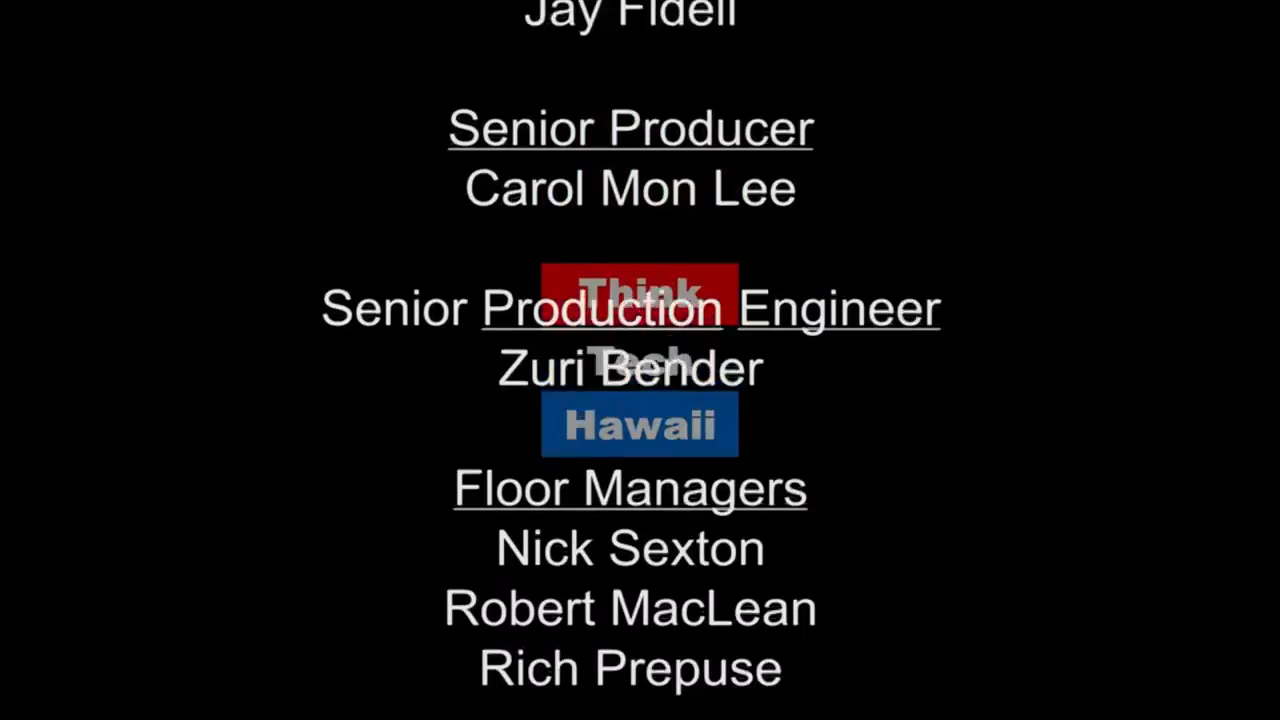 Jay Fidell
Senior Producer
Carol Mon Lee
Think
Senior Production Engineer
Tech
Zuri Bender
Hawaii
Floor Managers
Nick Sexton
Robert MacLean
Rich Prepuse